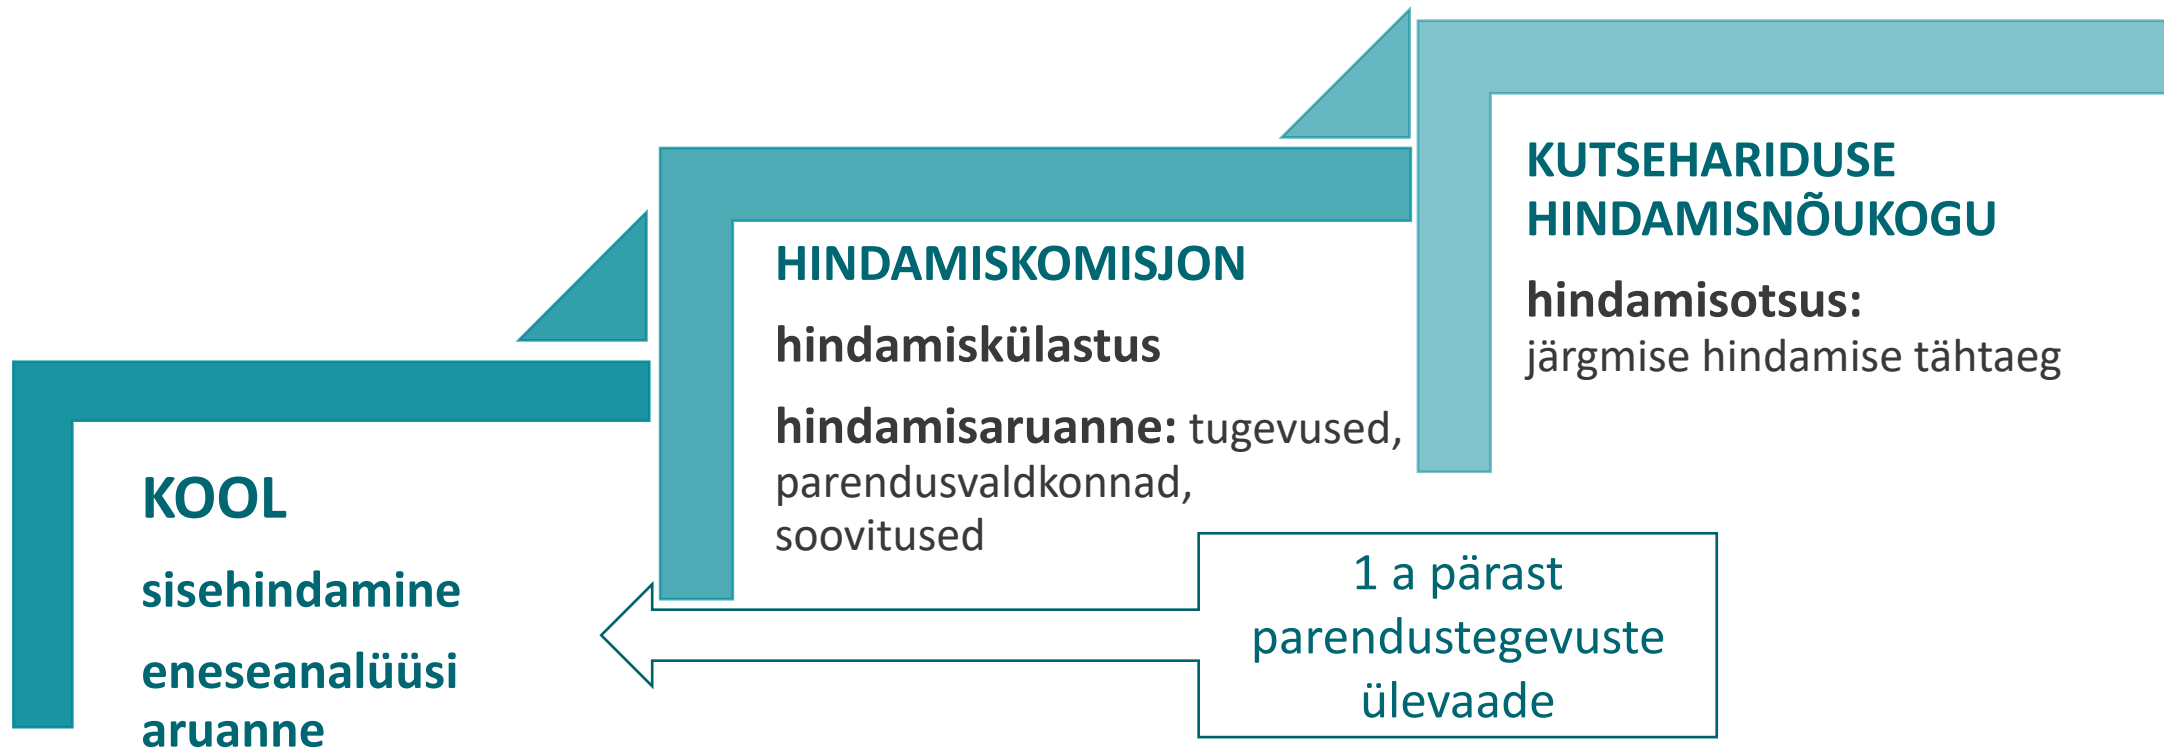 KOOL
sisehindamine
eneseanalüüsi
aruanne
HINDAMISKOMISJON
hindamiskülastus
hindamisaruanne: tugevused,
parendusvaldkonnad,
soovitused
KUTSEHARIDUSE
HINDAMISNÕUKOGU
hindamisotsus:
järgmise hindamise tähtaeg
1 a pärast
parendustegevuste
ülevaade